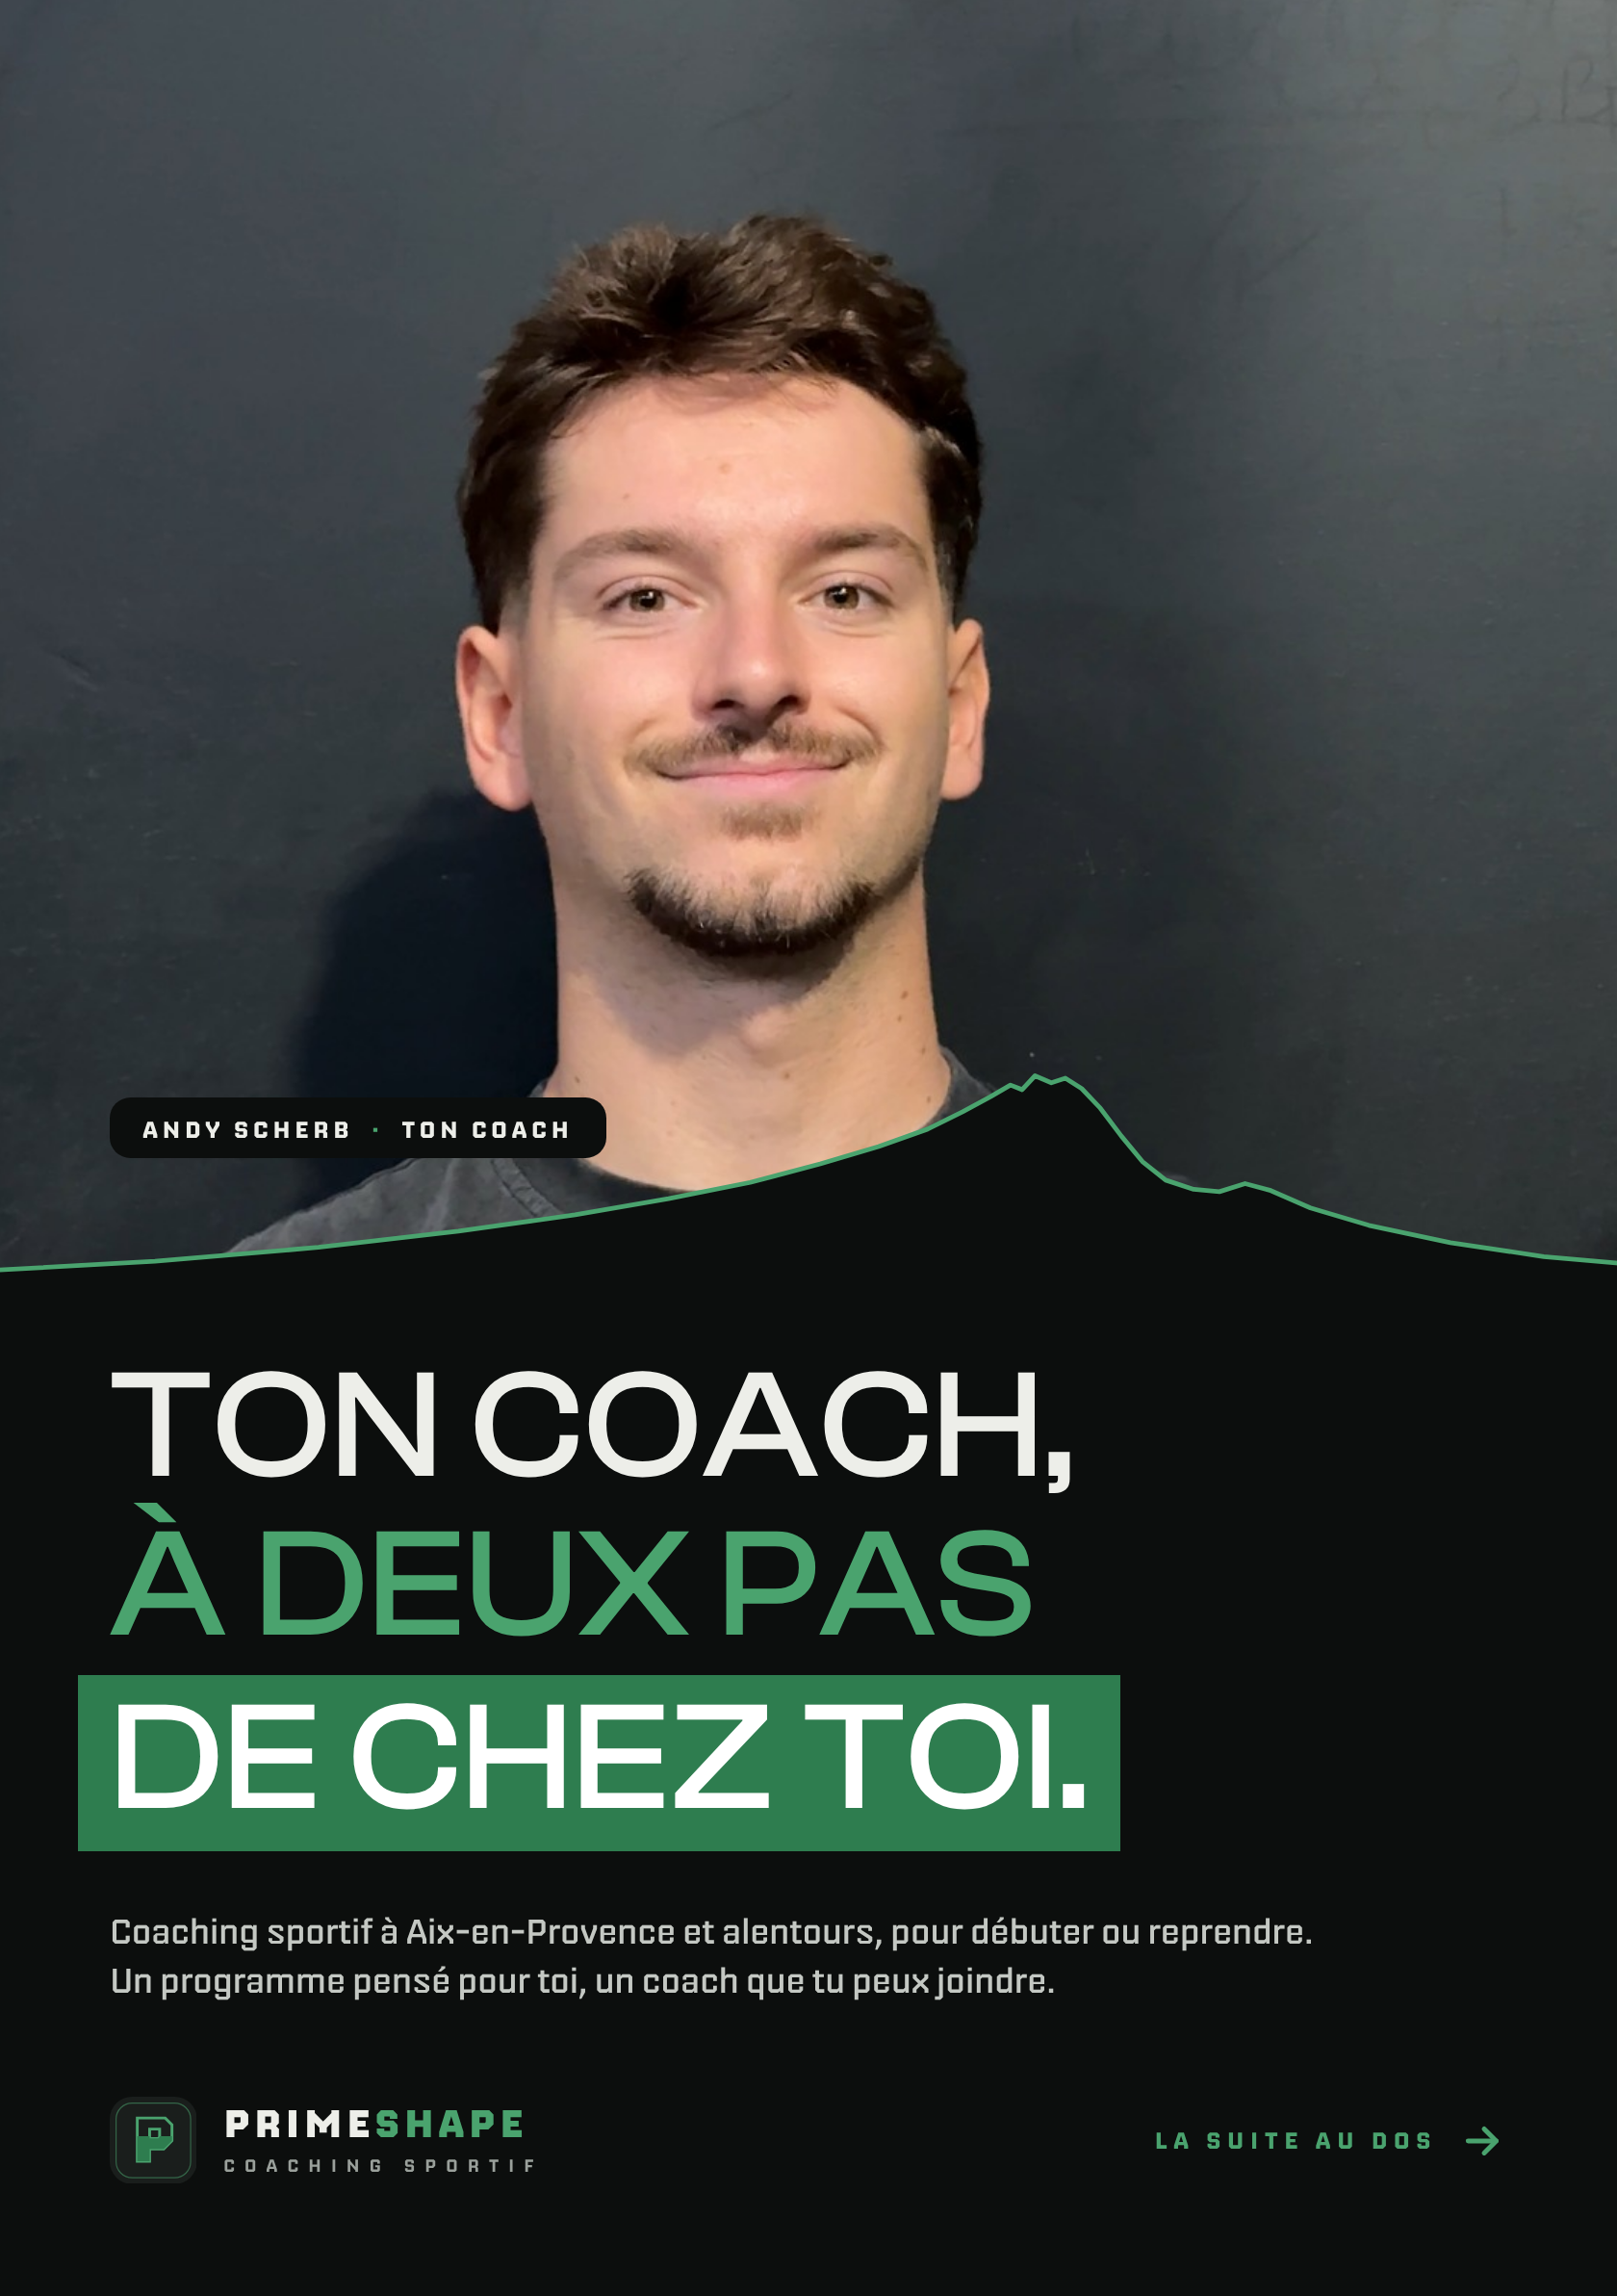 ANDY SCHERB · TON COACH
TON COACH,
À DEUX PAS
DE CHEZ TOI.
Coaching sportif à Aix-en-Provence et alentours, pour débuter ou reprendre.
Un programme pensé pour toi, un coach que tu peux joindre.
PRIMESHAPE
COACHING SPORTIF
LA SUITE AU DOS →